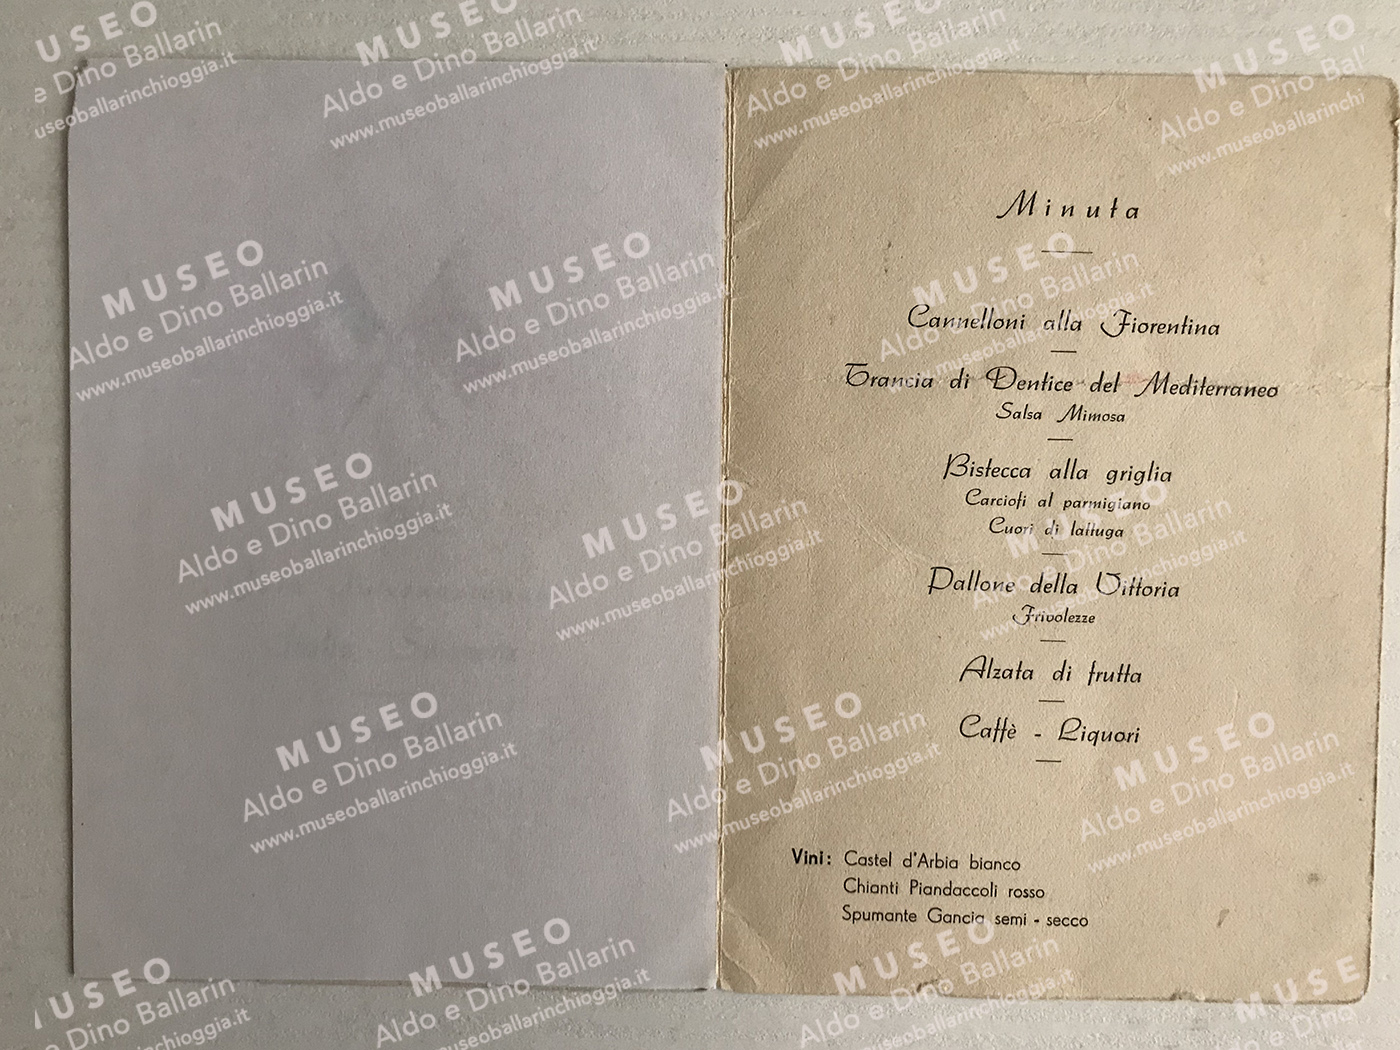 Minuta
Cannelloni alla Fiorentina
Trancia di Dentice del Mediterraneo
Salsa Mimosa
Bistecca alla griglia
Carciofi al parmigiano
Cuori di lattuga
Pallone della Vittoria
Frivolezze
Alzata di frutta
Caffè - Liquori
Vini: Castel d'Arbia bianco
Chianti Piandaccoli rosso
Spumante Gancia semi - secco
MUSEO
Aldo e Dino Ballarin
www.museoballarinchioggia.it